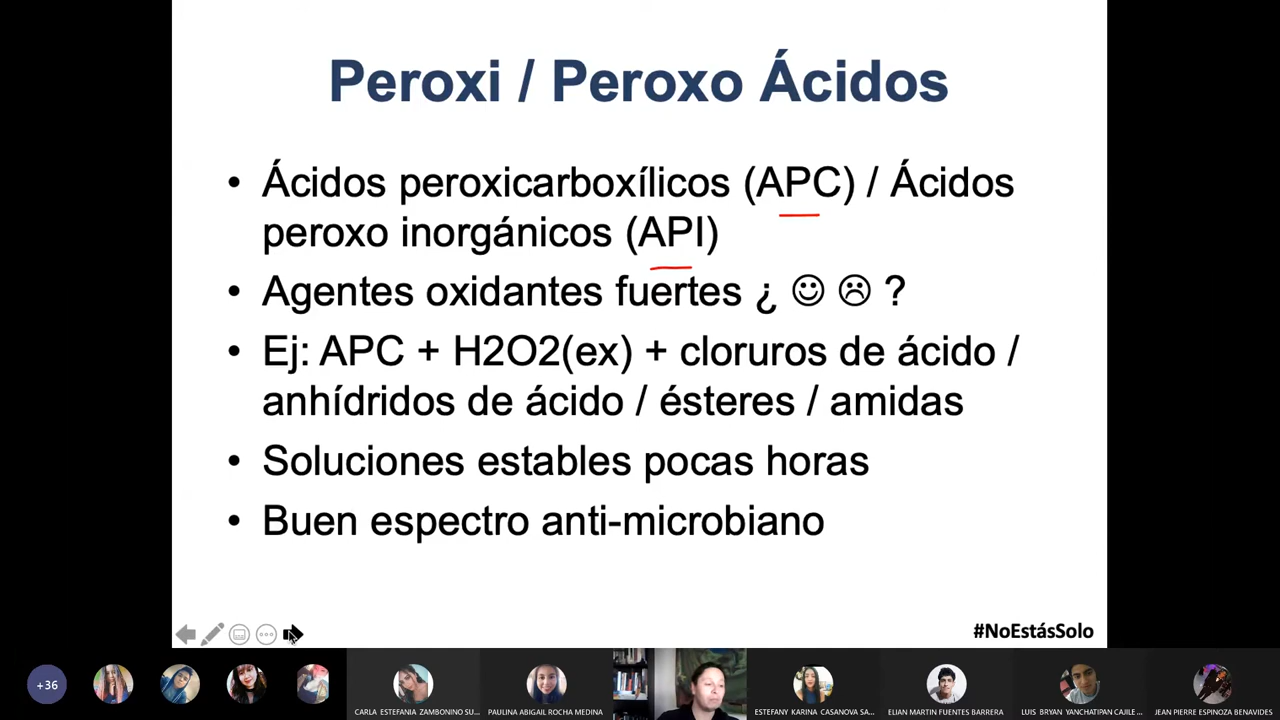 Peroxi / Peroxo Ácidos
• Ácidos peroxicarboxílicos (APC) / Ácidos
peroxo inorgánicos (API)
• Agentes oxidantes fuertes ¿ ☺ ☹ ?
• Ej: APC + H2O2(ex) + cloruros de ácido /
anhídridos de ácido / ésteres / amidas
• Soluciones estables pocas horas
• Buen espectro anti-microbiano
#NoEstásSolo
+36
CARLA ESTEFANIA ZAMBONINO SU...
PAULINA ABIGAIL ROCHA MEDINA
ESTEFANY KARINA CASANOVA SA...
ELIAN MARTIN FUENTES BARRERA
LUIS BRYAN YANCHATIPAN CAJILE...
JEAN PIERRE ESPINOZA BENAVIDES